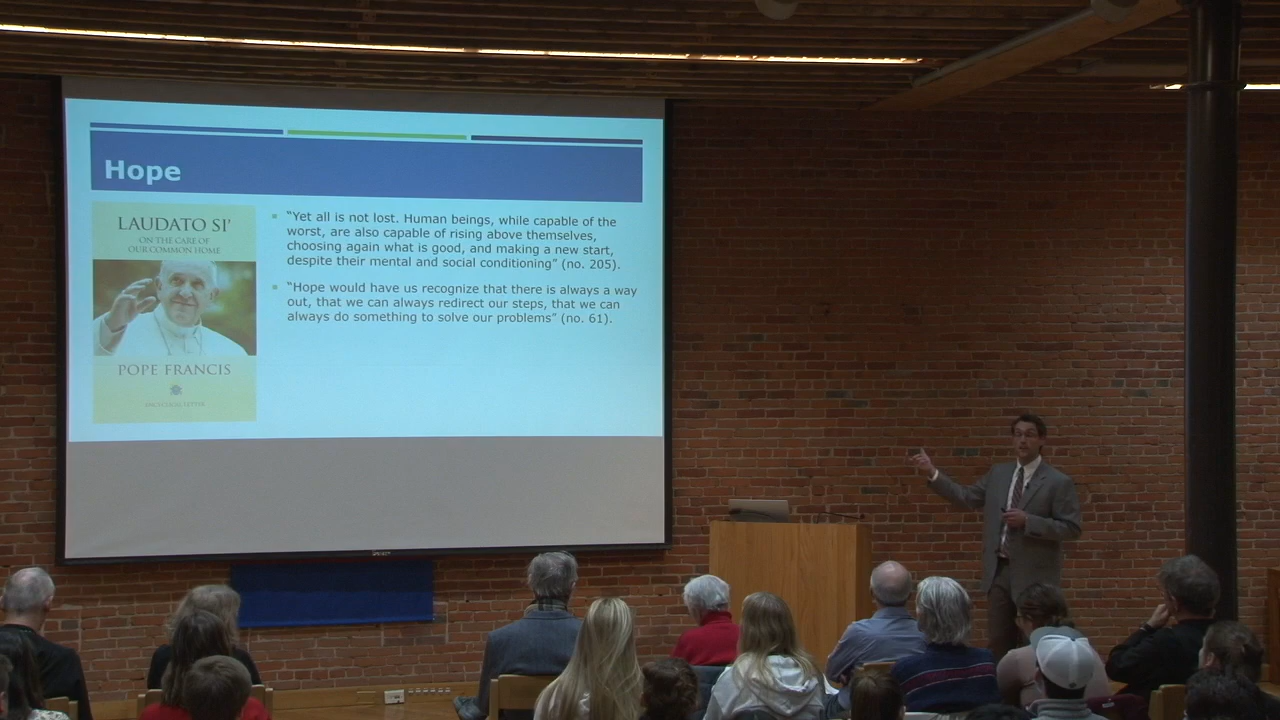 Hope
LAUDATO SI'
ON THE CARE OF
OUR COMMON HOME
POPE FRANCIS
ENCYCLICAL LETTER
“Yet all is not lost. Human beings, while capable of the
worst, are also capable of rising above themselves,
choosing again what is good, and making a new start,
despite their mental and social conditioning” (no. 205).
“Hope would have us recognize that there is always a way
out, that we can always redirect our steps, that we can
always do something to solve our problems” (no. 61).